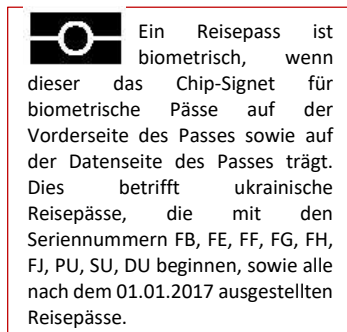 Ein Reisepass ist
biometrisch, wenn
dieser das Chip-Signet für
biometrische Pässe auf der
Vorderseite des Passes sowie auf
der Datenseite des Passes trägt.
Dies betrifft ukrainische
Reisepässe, die mit den
Seriennummern FB, FE, FF, FG, FH,
FJ, PU, SU, DU beginnen, sowie alle
nach dem 01.01.2017 ausgestellten
Reisepässe.